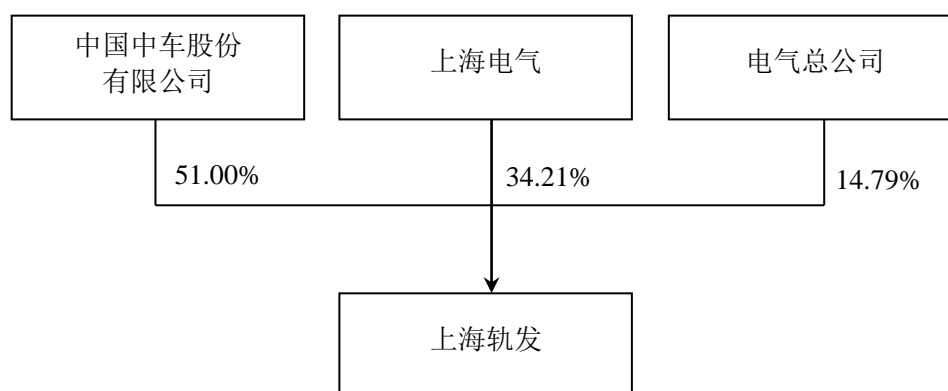 中国中车股份
有限公司
上海电气
电气总公司
51.00%
34.21%
14.79%
上海轨发